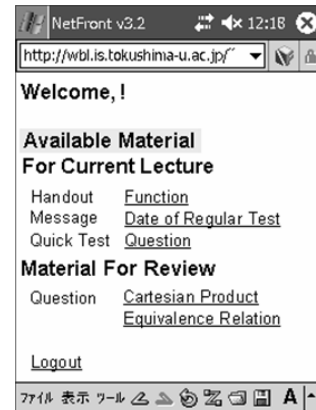 NetFront v3.2 12:18
http://wbl.is.tokushima-u.ac.jp/~
Welcome, !
Available Material
For Current Lecture
Handout Function
Message Date of Regular Test
Quick Test Question
Material For Review
Question Cartesian Product
Equivalence Relation
Logout
ファイル 表示 ツール A